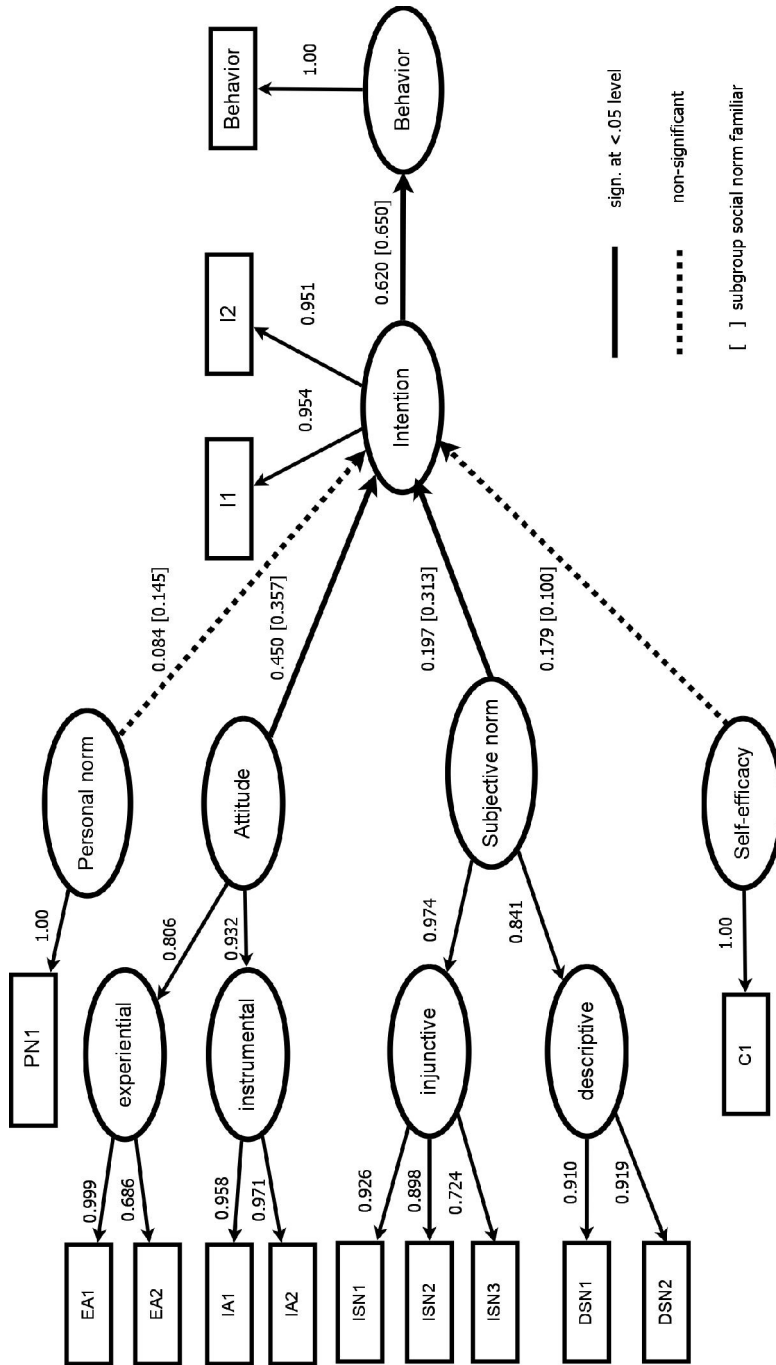 PN1
1.00
Personal norm
0.084 [0.145]
EA1
0.999
EA2
0.686
experiential
0.806
Attitude
0.450 [0.357]
IA1
0.958
IA2
0.971
instrumental
0.932
I1
0.954
I2
0.951
Intention
0.620 [0.650]
Behavior
1.00
Behavior
ISN1
0.926
ISN2
0.898
ISN3
0.724
injunctive
0.974
Subjective norm
0.197 [0.313]
DSN1
0.910
DSN2
0.919
descriptive
0.841
C1
1.00
Self-efficacy
0.179 [0.100]
sign. at <.05 level
non-significant
[ ] subgroup social norm familiar